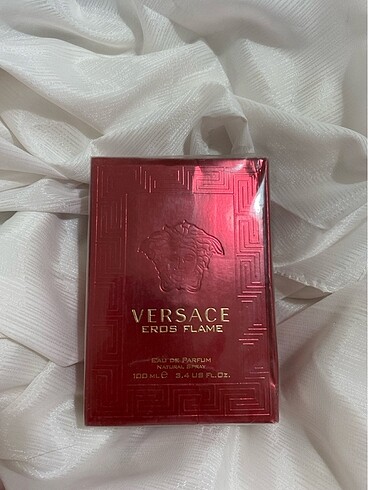 VERSACE
EROS FLAME
EAU DE PARFUM
NATURAL SPRAY
100 ML ℮ 3.4 US FL.OZ.